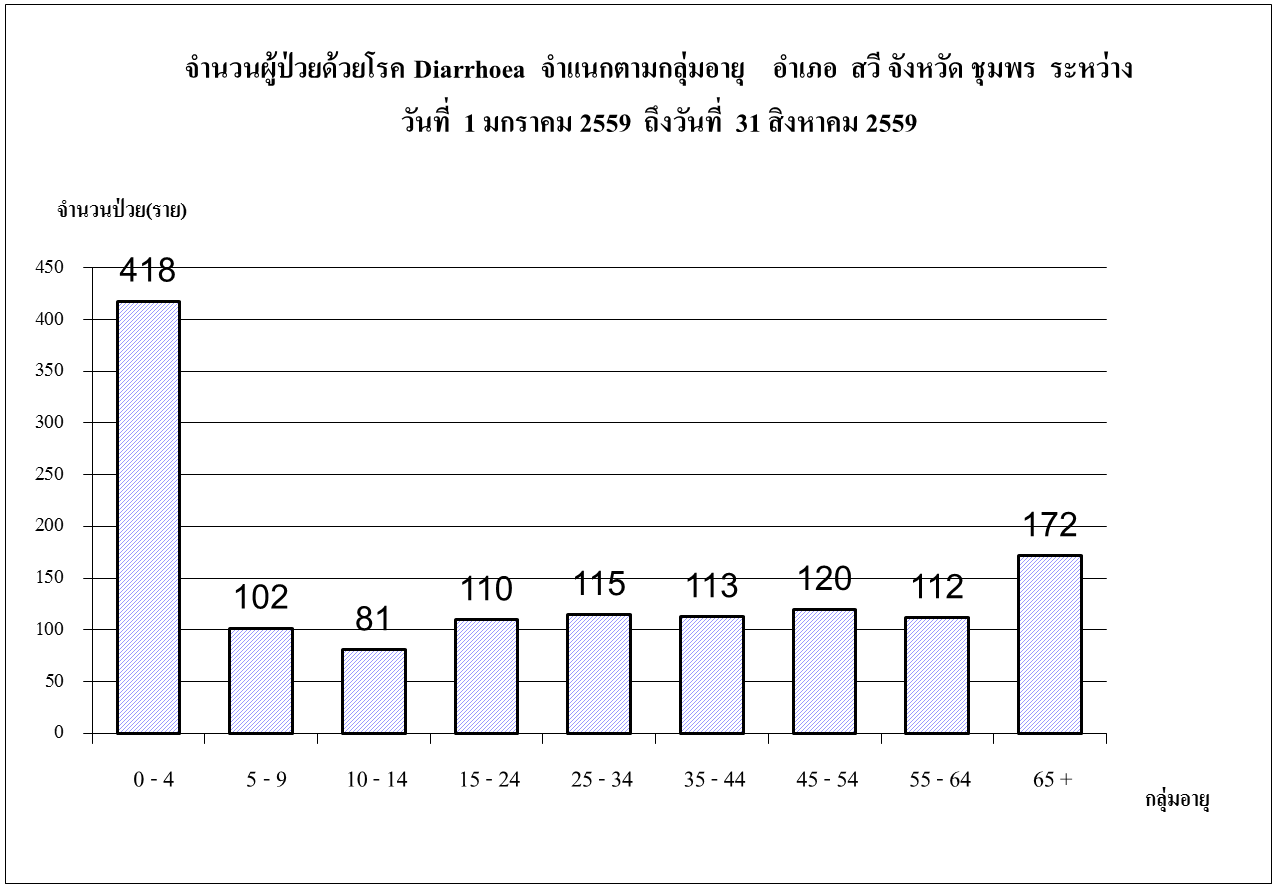 จำนวนผู้ป่วยด้วยโรค Diarrhoea จำแนกตามกลุ่มอายุ อำเภอ สวี จังหวัด ชุมพร ระหว่าง
วันที่ 1 มกราคม 2559 ถึงวันที่ 31 สิงหาคม 2559
จำนวนป่วย(ราย)
450
400
350
300
250
200
150
100
50
0
418
102
81
110
115
113
120
112
172
0 - 4
5 - 9
10 - 14
15 - 24
25 - 34
35 - 44
45 - 54
55 - 64
65 +
กลุ่มอายุ